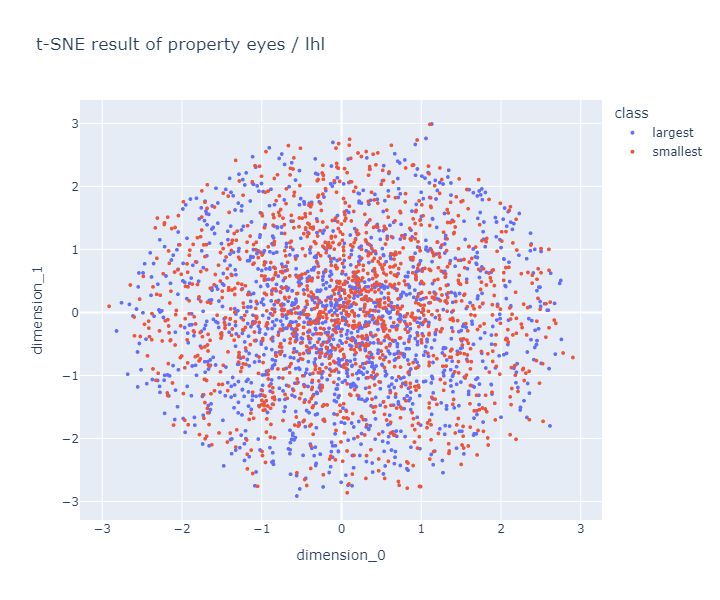 t-SNE result of property eyes / lhl
class
largest
smallest
3
2
1
0
−1
−2
−3
dimension_1
−3
−2
−1
0
1
2
3
dimension_0